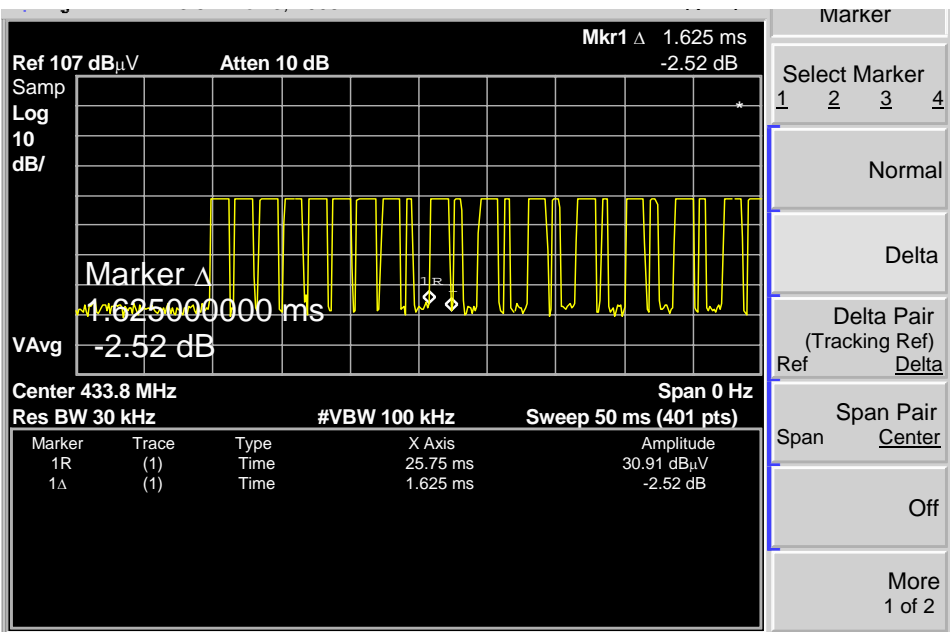 Marker
Mkr1 Δ 1.625 ms
Ref 107 dBμV Atten 10 dB -2.52 dB
Samp
Log
10
dB/
*
1R
Marker Δ
1.625000000 ms
-2.52 dB
VAvg
Center 433.8 MHz Span 0 Hz
Res BW 30 kHz #VBW 100 kHz Sweep 50 ms (401 pts)
Marker Trace Type X Axis Amplitude
1R (1) Time 25.75 ms 30.91 dBμV
1Δ (1) Time 1.625 ms -2.52 dB
Select Marker
1 2 3 4
Normal
Delta
Delta Pair
(Tracking Ref)
Ref Delta
Span Pair
Span Center
Off
More
1 of 2